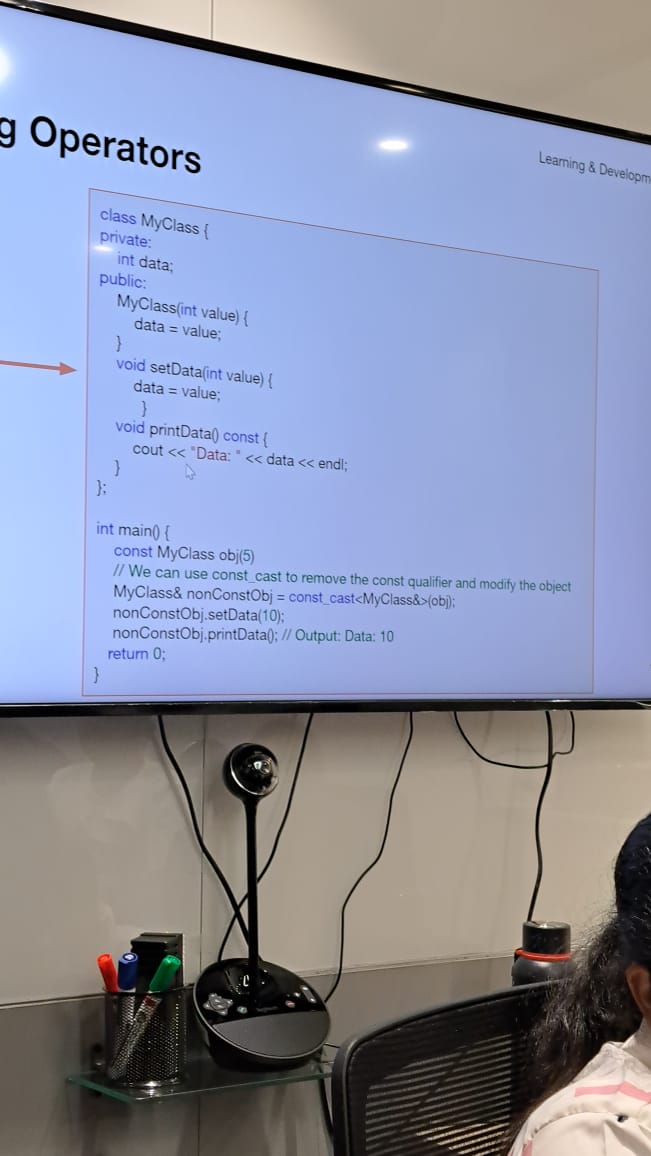 g Operators
Learning & Developm
class MyClass {
private:
int data;
public:
MyClass(int value) {
data = value;
}
void setData(int value) {
data = value;
}
void printData() const {
cout << "Data: " << data << endl;
}
};
int main() {
const MyClass obj(5)
// We can use const_cast to remove the const qualifier and modify the object
MyClass& nonConstObj = const_cast<MyClass&>(obj);
nonConstObj.setData(10);
nonConstObj.printData(); // Output: Data: 10
return 0;
}